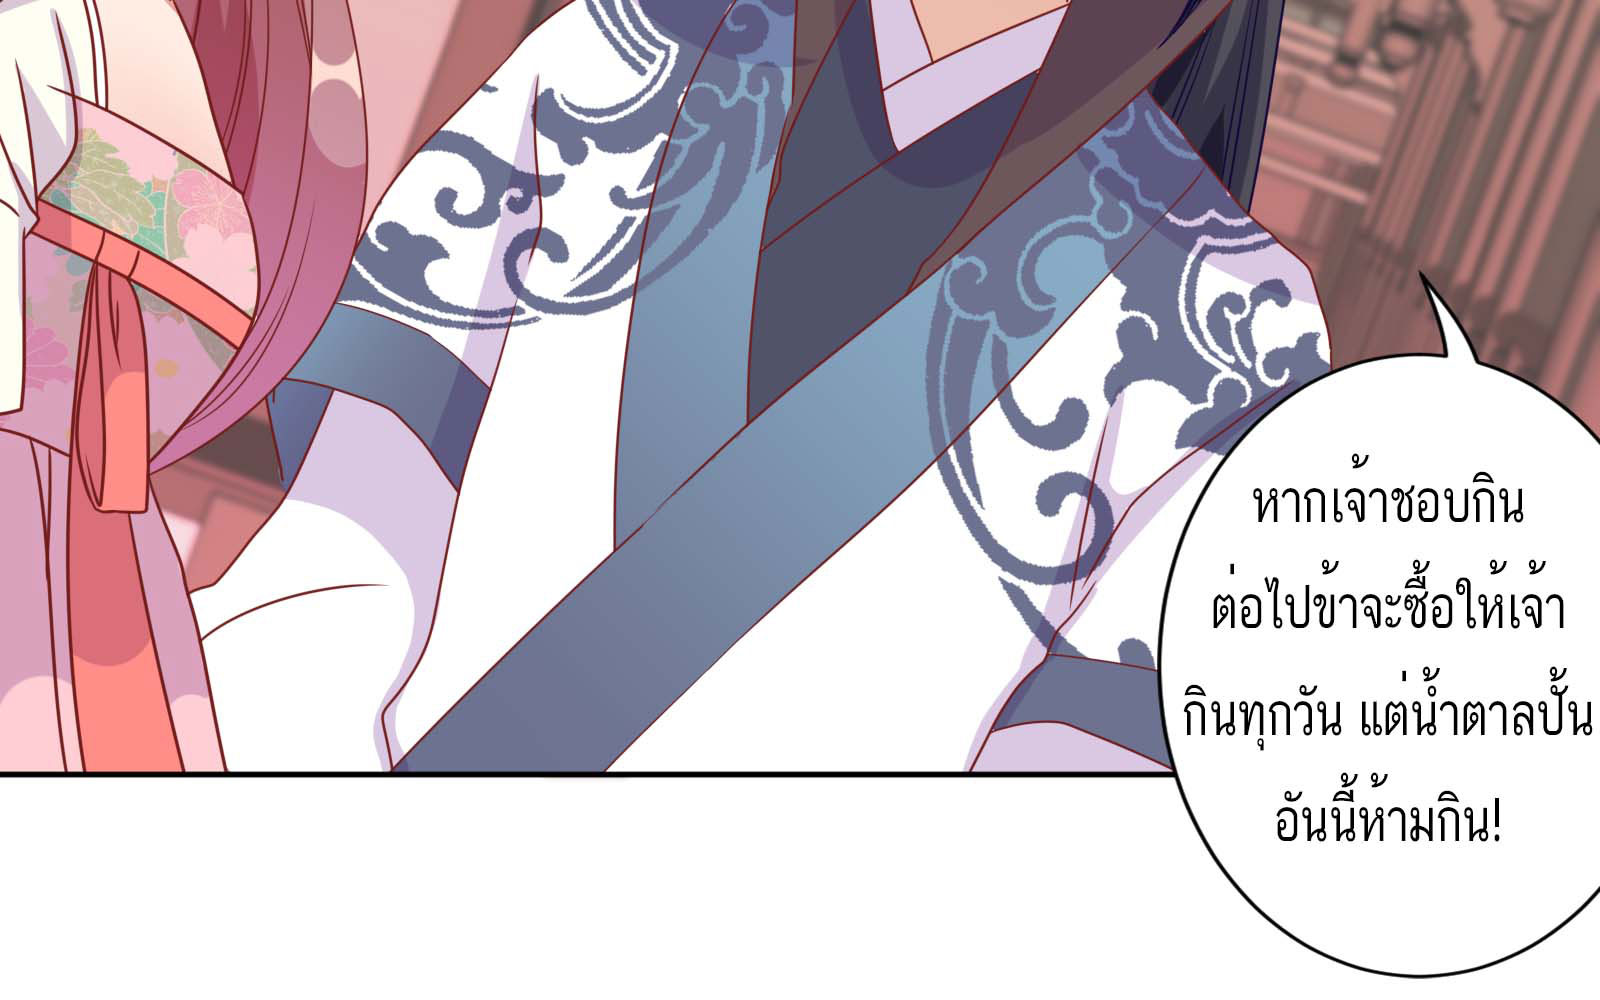 หากเจ้าชอบกิน
ต่อไปข้าจะซื้อให้เจ้า
กินทุกวัน แต่น้ำตาลปั้น
อันนี้ห้ามกิน!